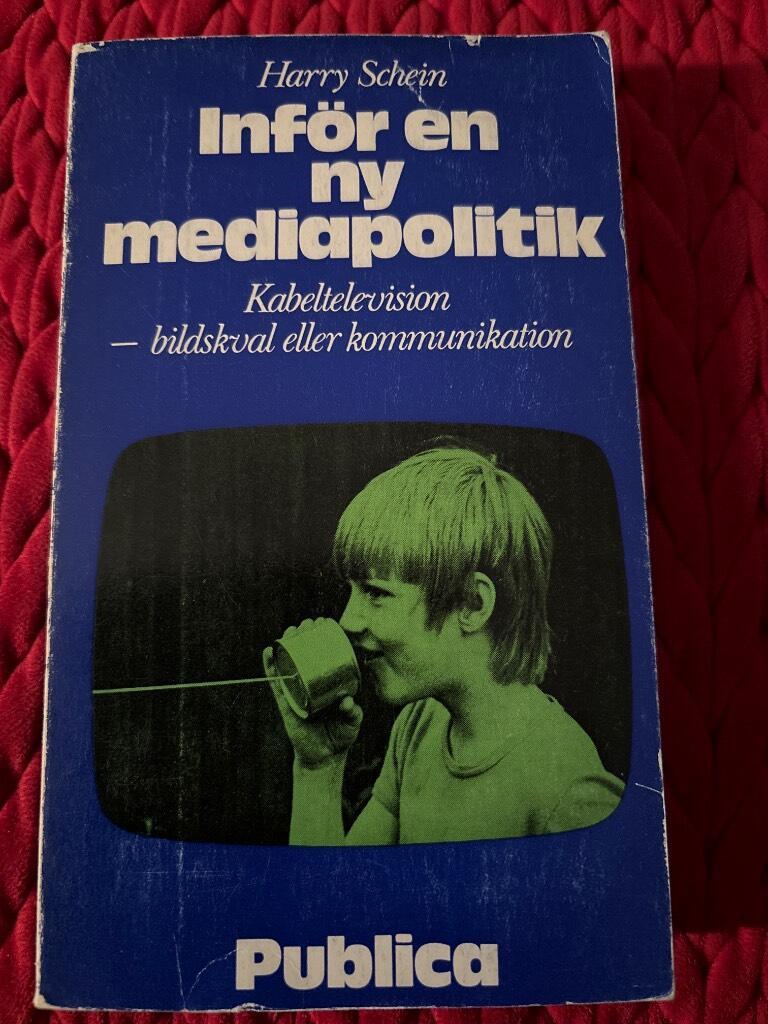 Harry Schein
Inför en
ny
mediapolitik
Kabeltelevision
– bildskval eller kommunikation
Publica